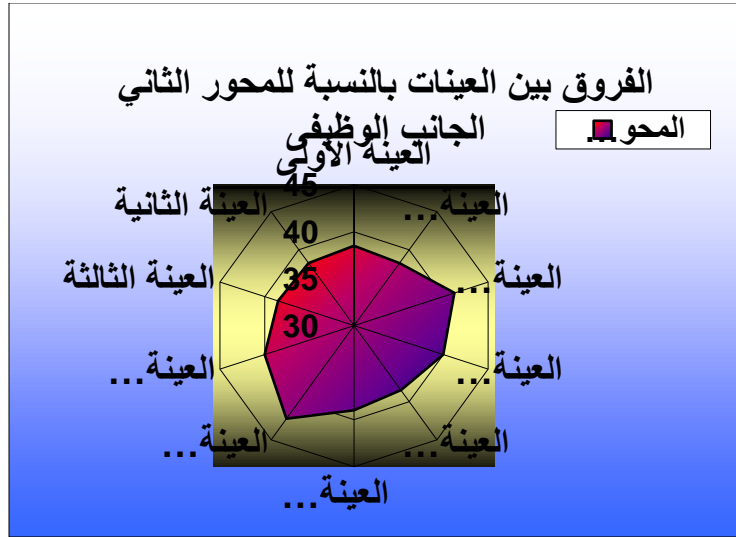 الفروق بين العينات بالنسبة للمحور الثاني
الجانب الوظيفى
المحو...
العينة الأولى
45
العينة الثانية
العينة...
40
العينة الثالثة
35
العينة...
30
العينة...
العينة...
العينة...
العينة...
العينة...